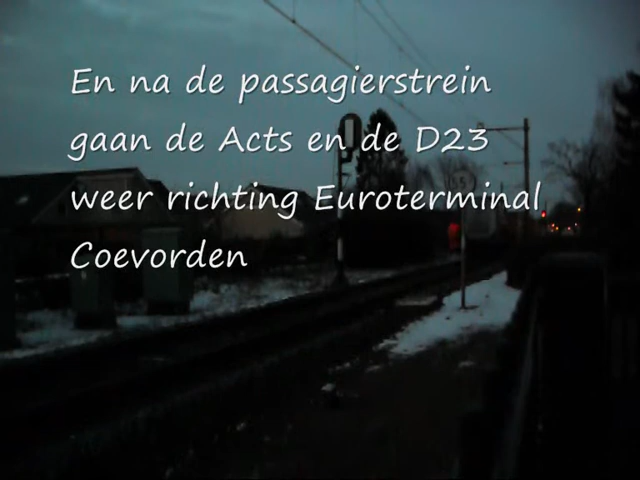 En na de passagierstrein
gaan de Acts en de D23
weer richting Euroterminal
Coevorden